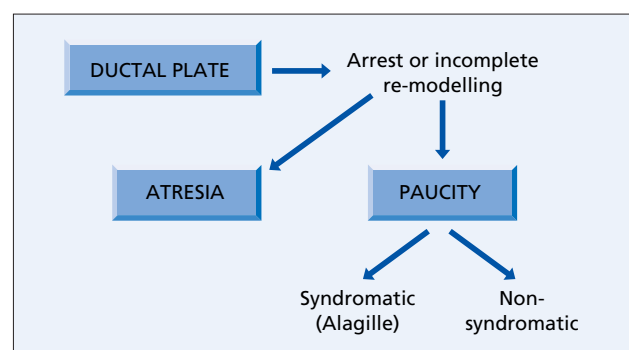 DUCTAL PLATE
Arrest or incomplete
re-modelling
ATRESIA
PAUCITY
Syndromatic
(Alagille)
Non-
syndromatic